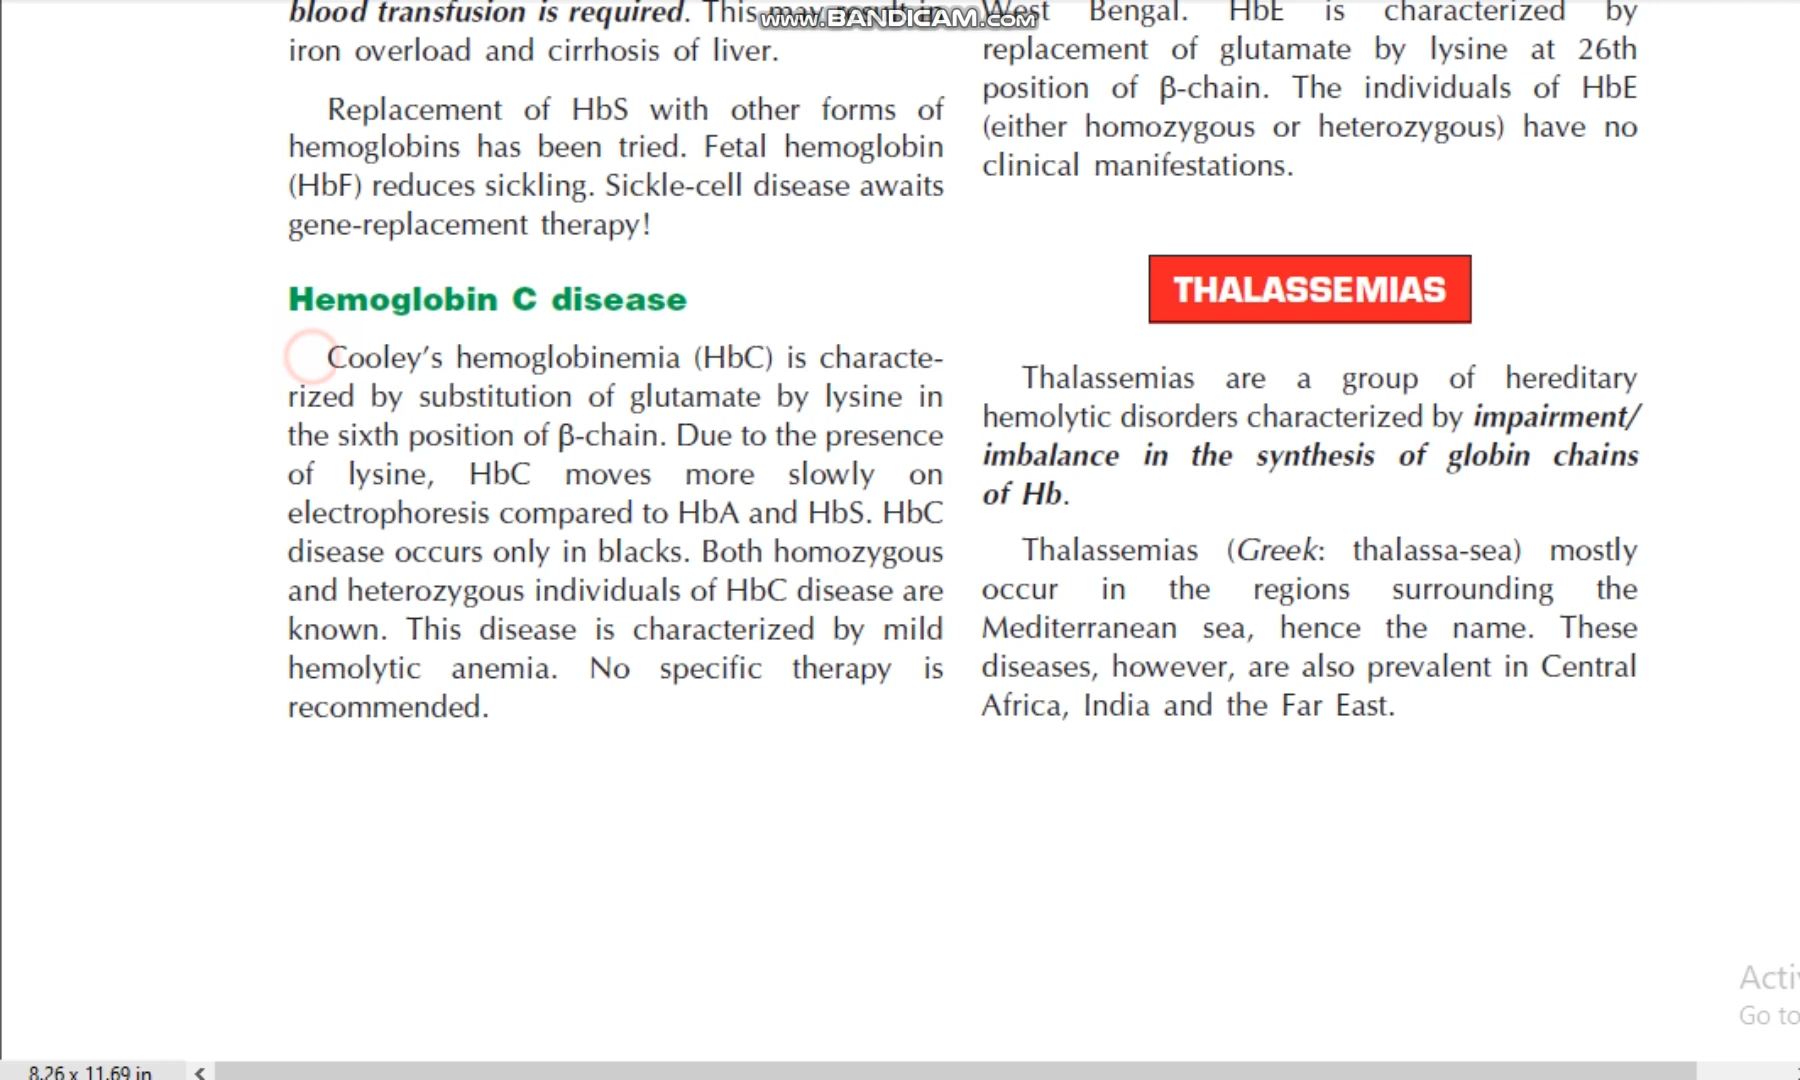 www.BANDICAM.com
blood transfusion is required. This may result in
iron overload and cirrhosis of liver.
Replacement of HbS with other forms of
hemoglobins has been tried. Fetal hemoglobin
(HbF) reduces sickling. Sickle-cell disease awaits
gene-replacement therapy!
Hemoglobin C disease
Cooley’s hemoglobinemia (HbC) is characte-
rized by substitution of glutamate by lysine in
the sixth position of β-chain. Due to the presence
of lysine, HbC moves more slowly on
electrophoresis compared to HbA and HbS. HbC
disease occurs only in blacks. Both homozygous
and heterozygous individuals of HbC disease are
known. This disease is characterized by mild
hemolytic anemia. No specific therapy is
recommended.
West Bengal. HbE is characterized by
replacement of glutamate by lysine at 26th
position of β-chain. The individuals of HbE
(either homozygous or heterozygous) have no
clinical manifestations.
THALASSEMIAS
Thalassemias are a group of hereditary
hemolytic disorders characterized by impairment/
imbalance in the synthesis of globin chains
of Hb.
Thalassemias (Greek: thalassa-sea) mostly
occur in the regions surrounding the
Mediterranean sea, hence the name. These
diseases, however, are also prevalent in Central
Africa, India and the Far East.
Acti
Go to
8.26 x 11.69 in